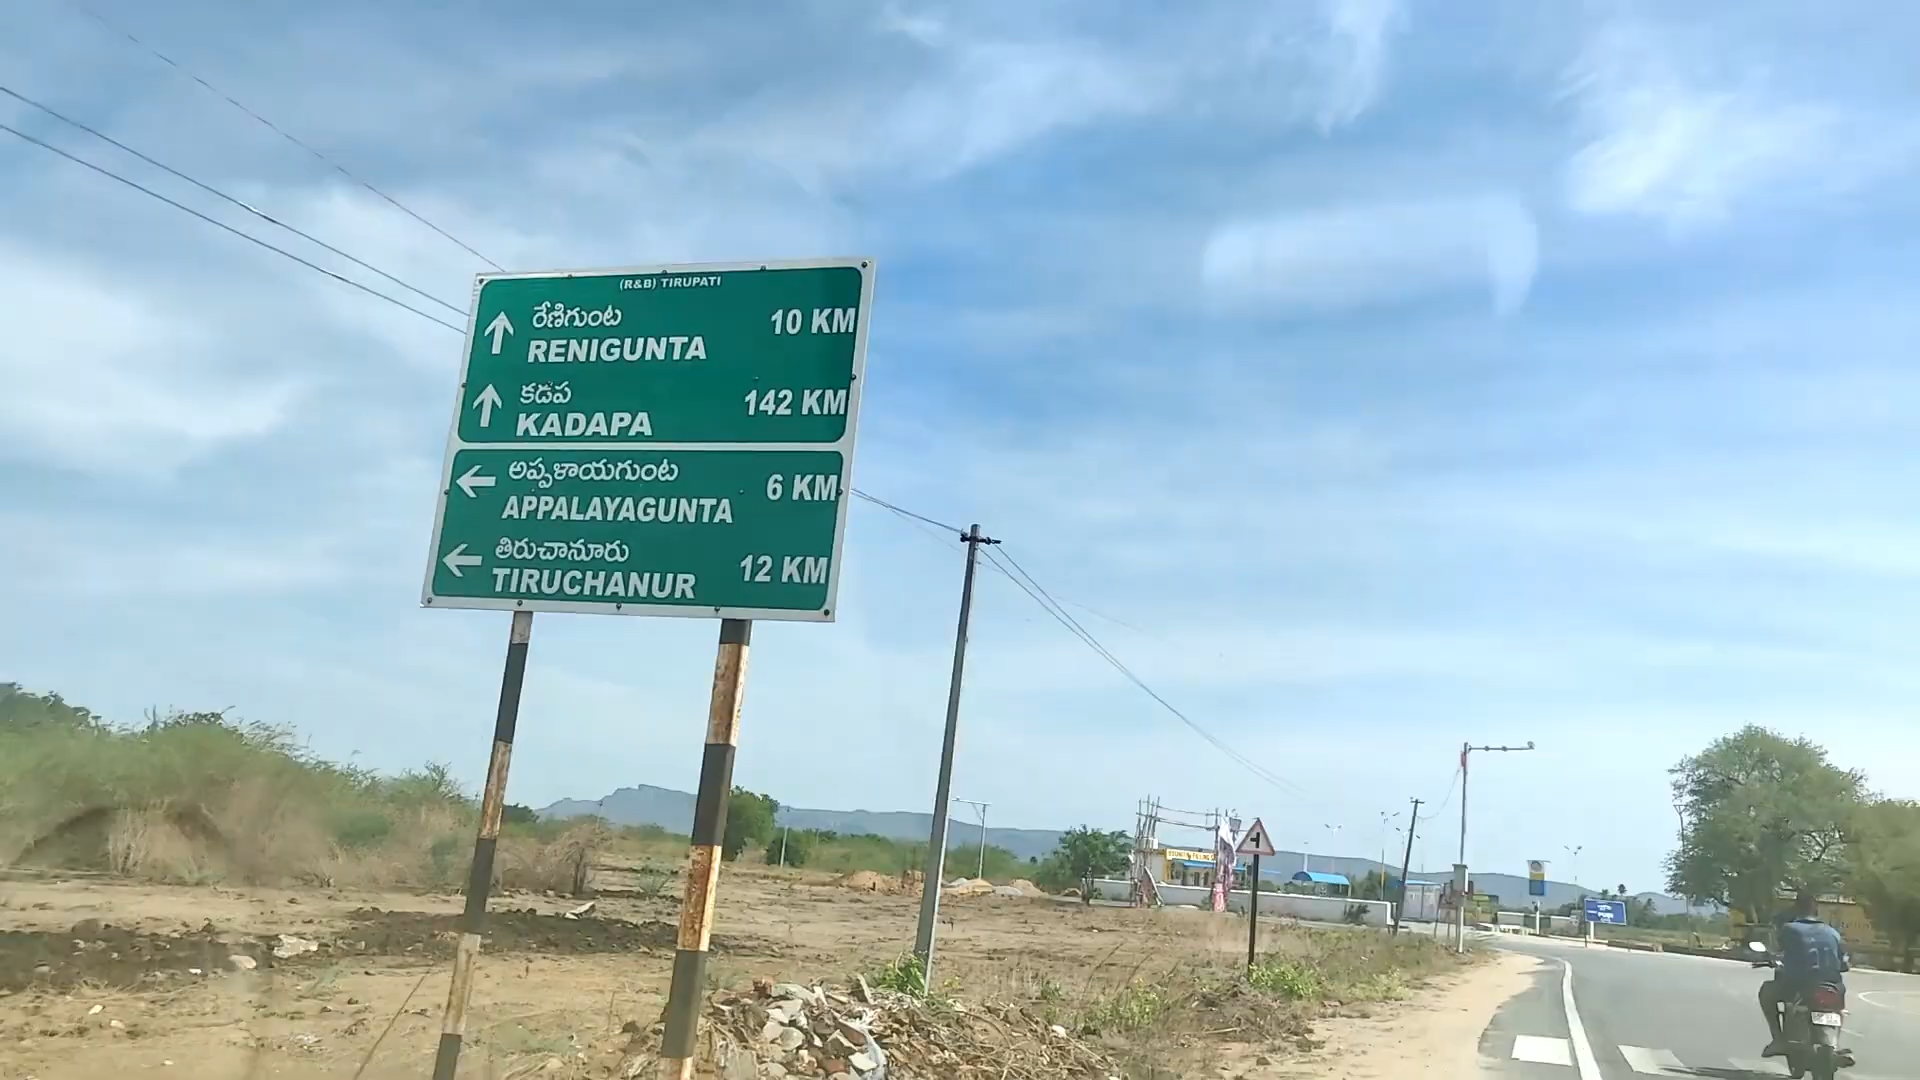 (R&B) TIRUPATI
రేణిగుంట
RENIGUNTA
10 KM
కడప
KADAPA
142 KM
అప్పళాయగుంట
APPALAYAGUNTA
6 KM
తిరుచానూరు
TIRUCHANUR
12 KM